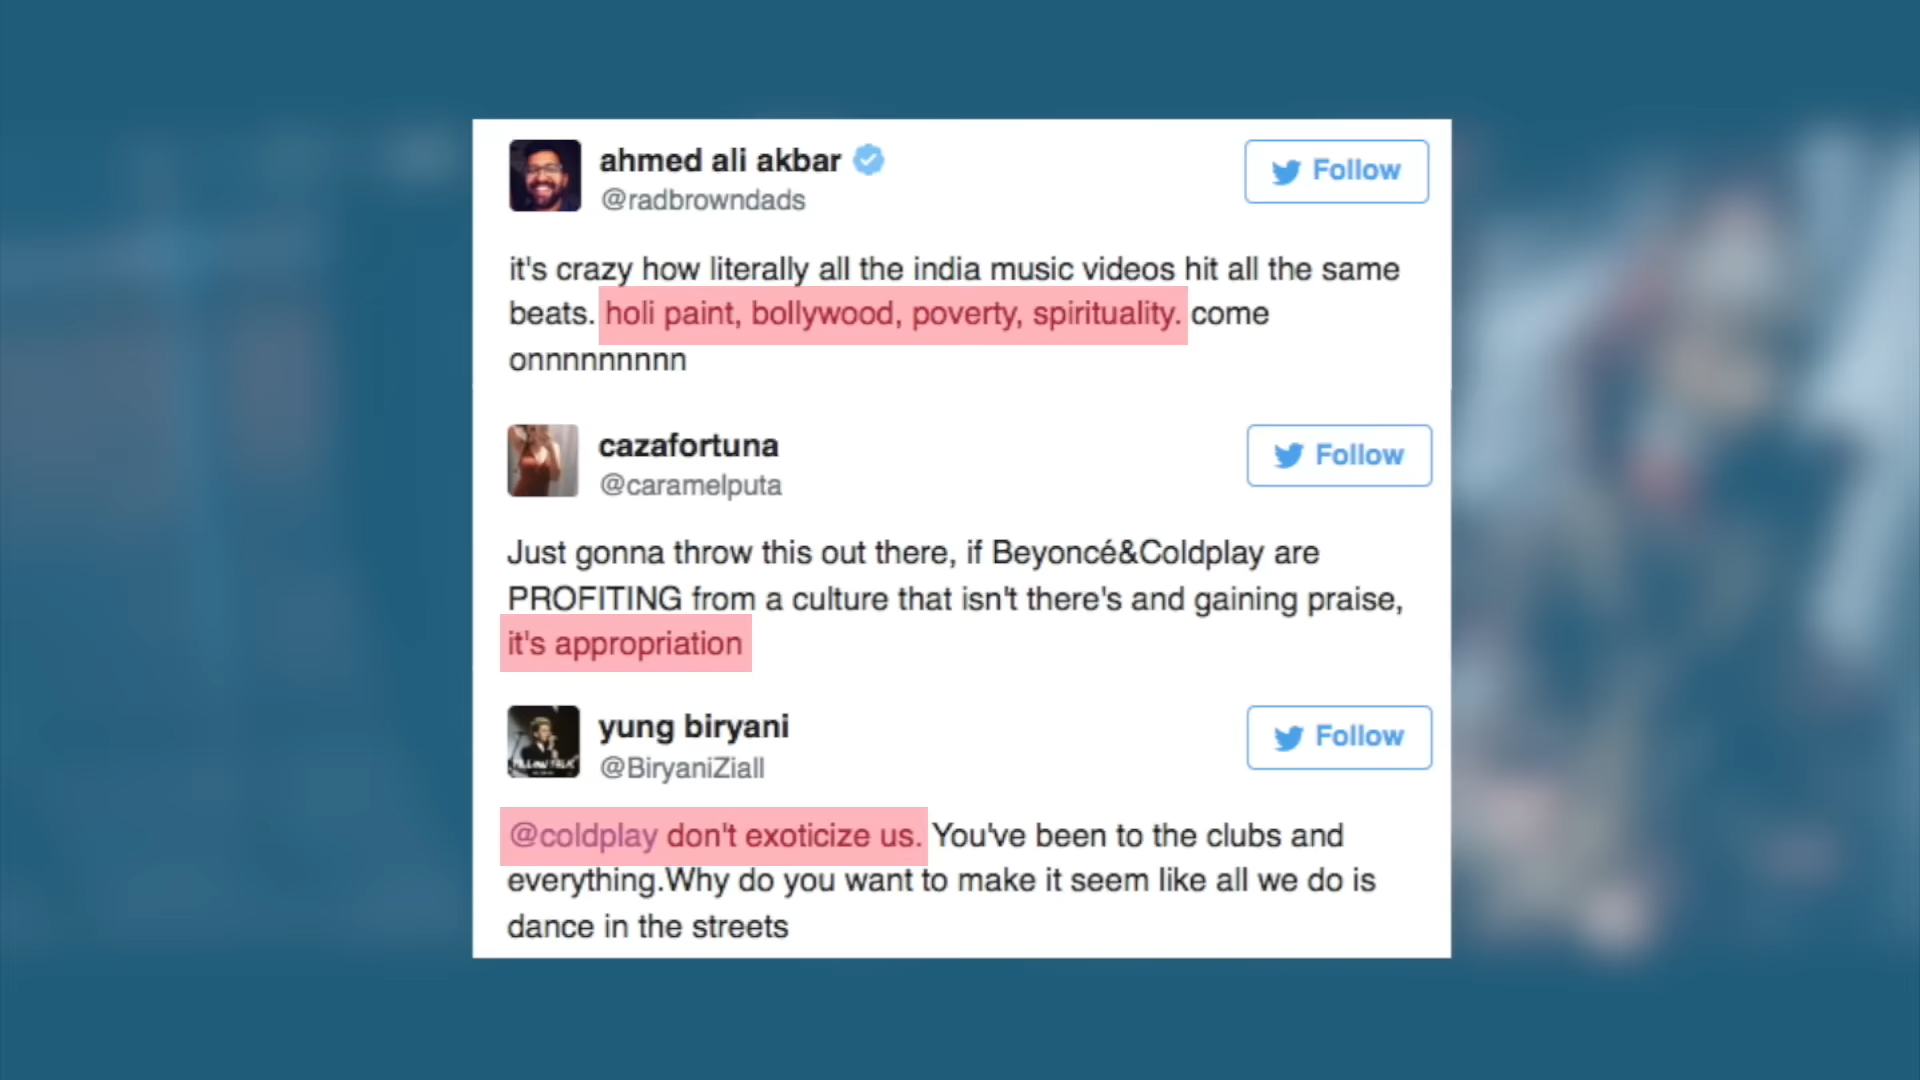 ahmed ali akbar
@radbrowndads
Follow
it's crazy how literally all the india music videos hit all the same
beats. holi paint, bollywood, poverty, spirituality. come
onnnnnnnnn
cazafortuna
@caramelputa
Follow
Just gonna throw this out there, if Beyoncé&Coldplay are
PROFITING from a culture that isn't there's and gaining praise,
it's appropriation
yung biryani
@BiryaniZiall
Follow
@coldplay don't exoticize us. You've been to the clubs and
everything.Why do you want to make it seem like all we do is
dance in the streets